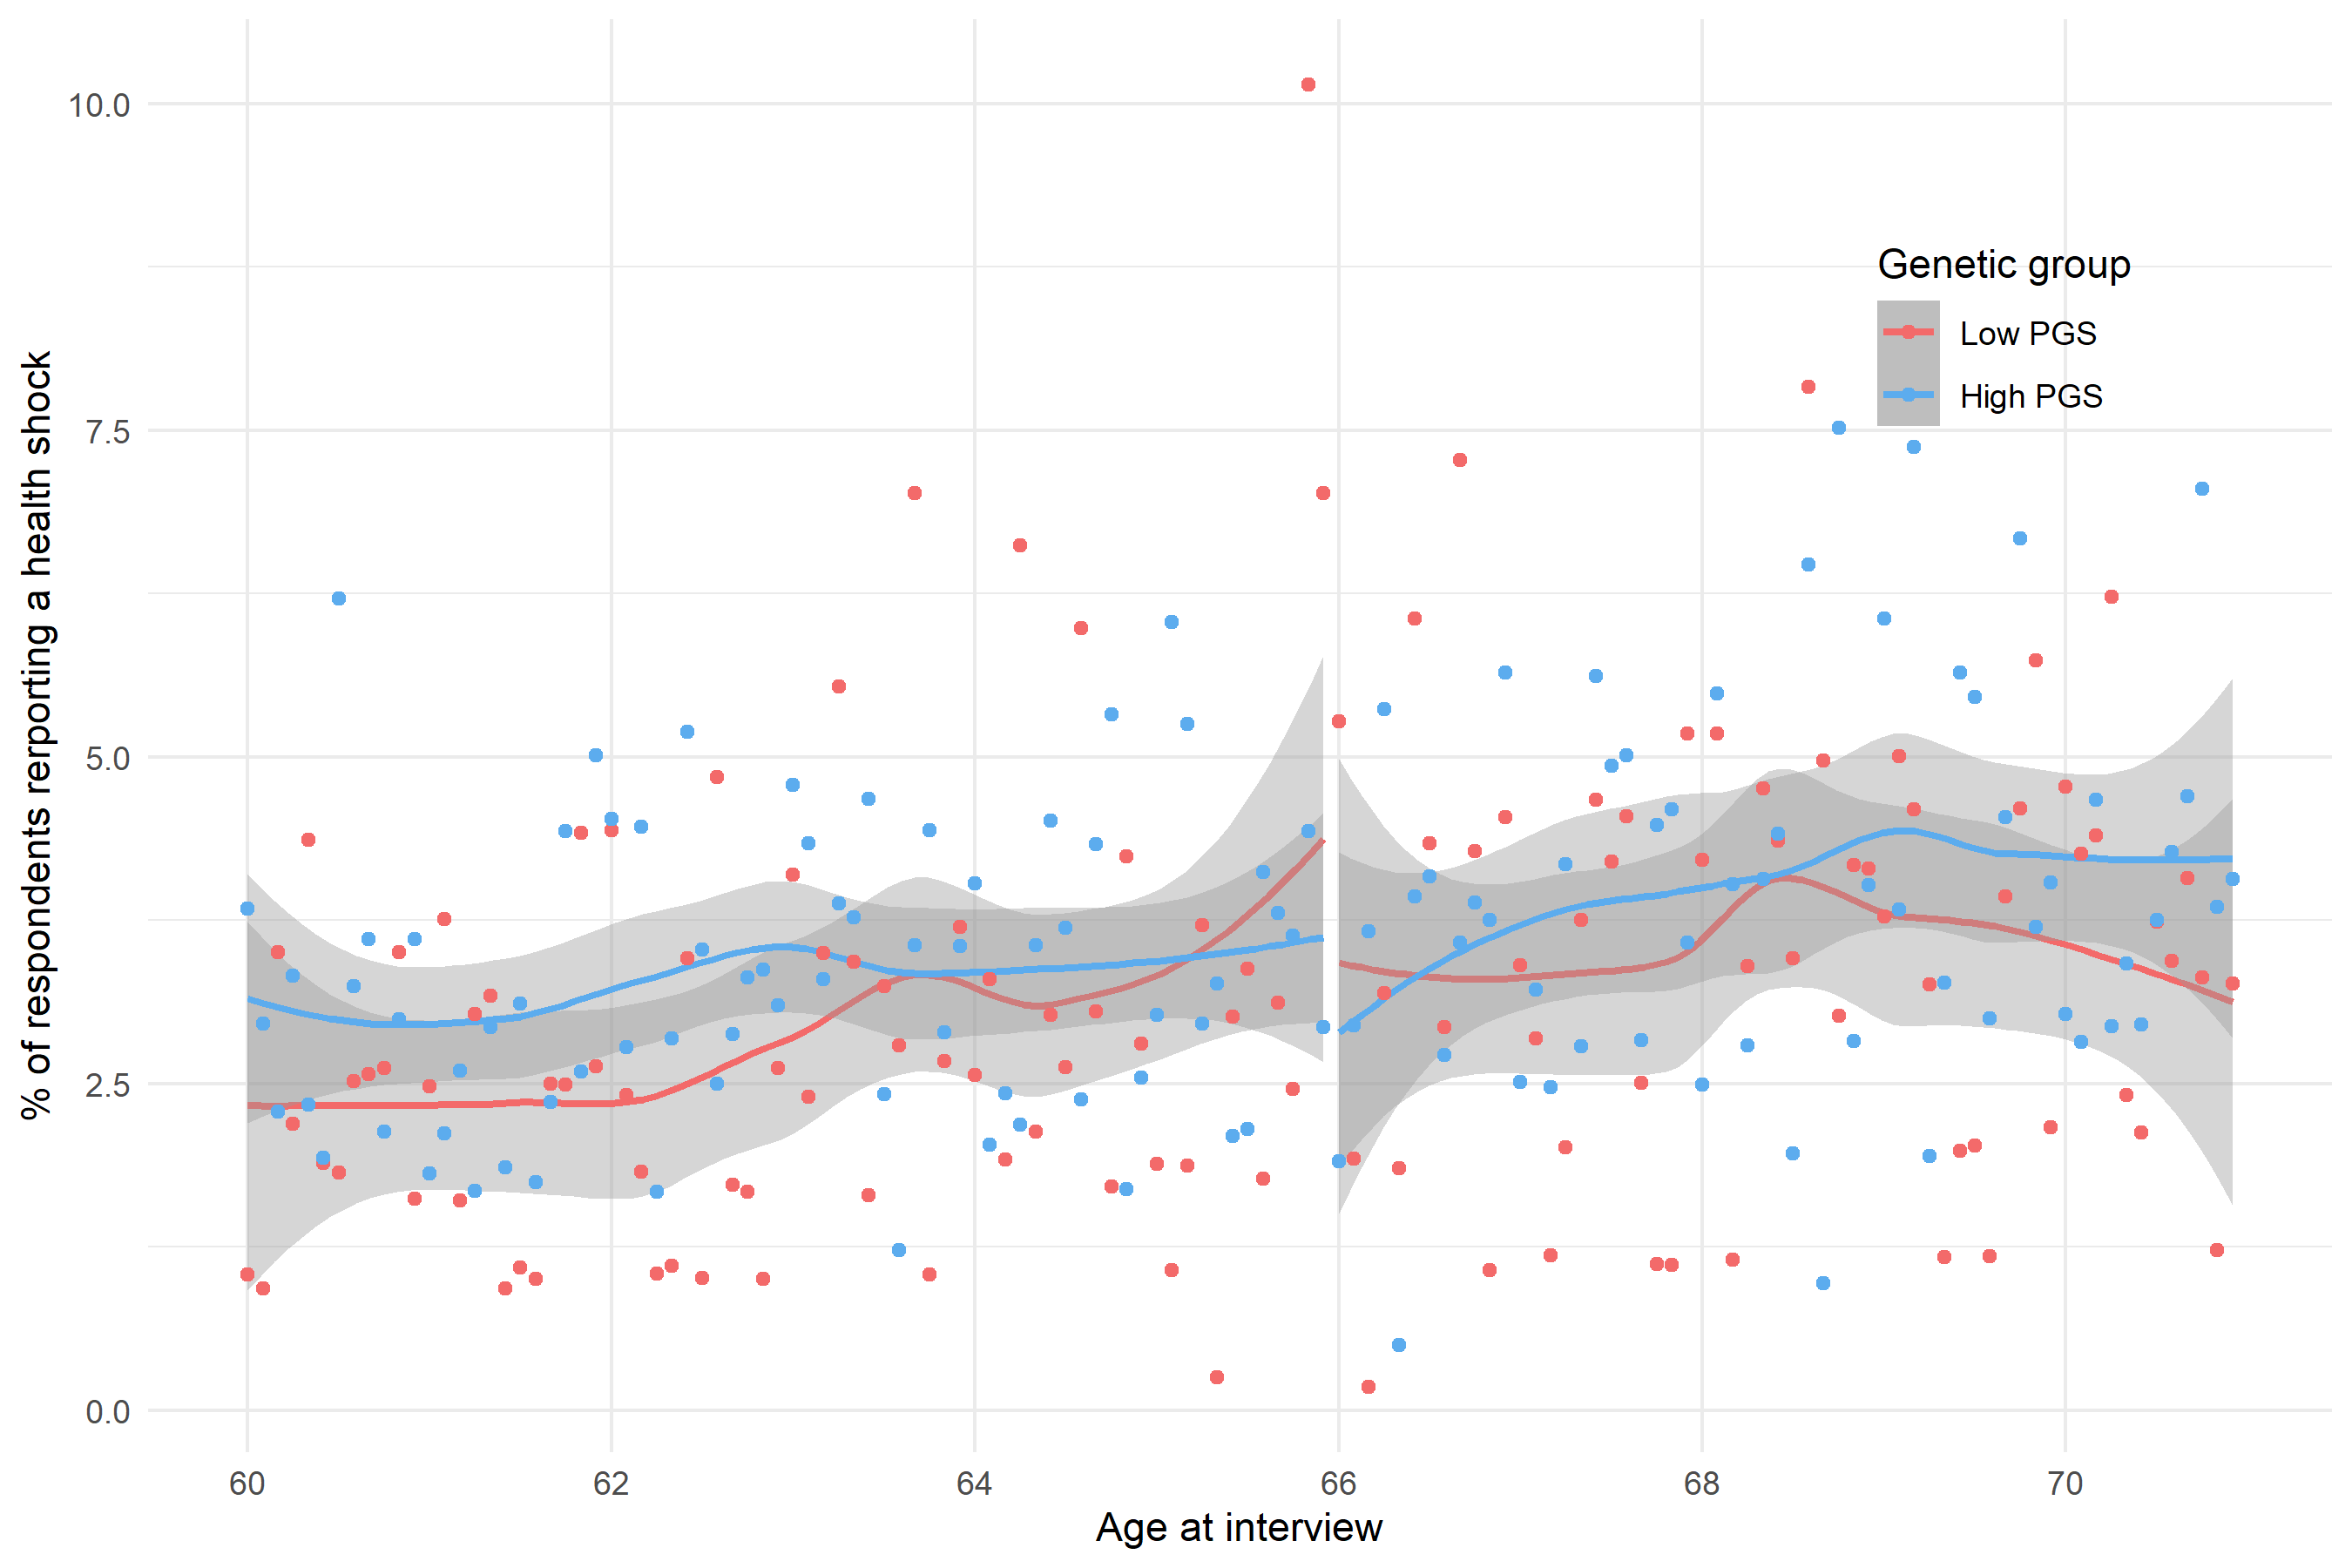 % of respondents rerporting a health shock
10.0
7.5
5.0
2.5
0.0
Genetic group
Low PGS
High PGS
60 62 64 66 68 70
Age at interview